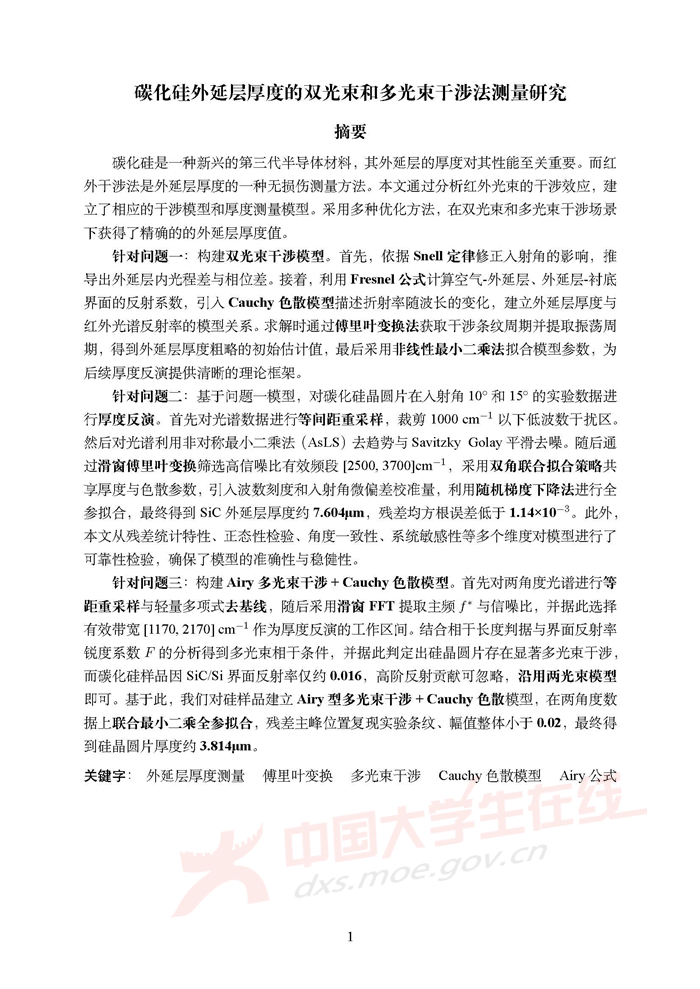 碳化硅外延层厚度的双光束和多光束干涉法测量研究
摘要
碳化硅是一种新兴的第三代半导体材料，其外延层的厚度对其性能至关重要。而红
外干涉法是外延层厚度的一种无损伤测量方法。本文通过分析红外光束的干涉效应，建
立了相应的干涉模型和厚度测量模型。采用多种优化方法，在双光束和多光束干涉场景
下获得了精确的的外延层厚度值。
针对问题一：构建双光束干涉模型。首先，依据 Snell 定律修正入射角的影响，推
导出外延层内光程差与相位差。接着，利用 Fresnel 公式计算空气-外延层、外延层-衬底
界面的反射系数，引入 Cauchy 色散模型描述折射率随波长的变化，建立外延层厚度与
红外光谱反射率的模型关系。求解时通过傅里叶变换法获取干涉条纹周期并提取振荡周
期，得到外延层厚度粗略的初始估计值，最后采用非线性最小二乘法拟合模型参数，为
后续厚度反演提供清晰的理论框架。
针对问题二：基于问题一模型，对碳化硅晶圆片在入射角 10° 和 15° 的实验数据进
行厚度反演。首先对光谱数据进行等间距重采样，裁剪 1000 cm⁻¹ 以下低波数干扰区。
然后对光谱利用非对称最小二乘法（AsLS）去趋势与 Savitzky Golay 平滑去噪。随后通
过滑窗傅里叶变换筛选高信噪比有效频段 [2500, 3700]cm⁻¹，采用双角联合拟合策略共
享厚度与色散参数，引入波数刻度和入射角微偏差校准量，利用随机梯度下降法进行全
参拟合，最终得到 SiC 外延层厚度约 7.604μm，残差均方根误差低于 1.14×10⁻³。此外，
本文从残差统计特性、正态性检验、角度一致性、系统敏感性等多个维度对模型进行了
可靠性检验，确保了模型的准确性与稳健性。
针对问题三：构建 Airy 多光束干涉 + Cauchy 色散模型。首先对两角度光谱进行等
距重采样与轻量多项式去基线，随后采用滑窗 FFT 提取主频 f* 与信噪比，并据此选择
有效带宽 [1170, 2170] cm⁻¹ 作为厚度反演的工作区间。结合相干长度判据与界面反射率
锐度系数 F 的分析得到多光束相干条件，并据此判定出硅晶圆片存在显著多光束干涉，
而碳化硅样品因 SiC/Si 界面反射率仅约 0.016，高阶反射贡献可忽略，沿用两光束模型
即可。基于此，我们对硅样品建立 Airy 型多光束干涉 + Cauchy 色散模型，在两角度数
据上联合最小二乘全参拟合，残差主峰位置复现实验条纹、幅值整体小于 0.02，最终得
到硅晶圆片厚度约 3.814μm。
关键字： 外延层厚度测量 傅里叶变换 多光束干涉 Cauchy 色散模型 Airy 公式
中国大学生在线
dxs.moe.gov.cn
1